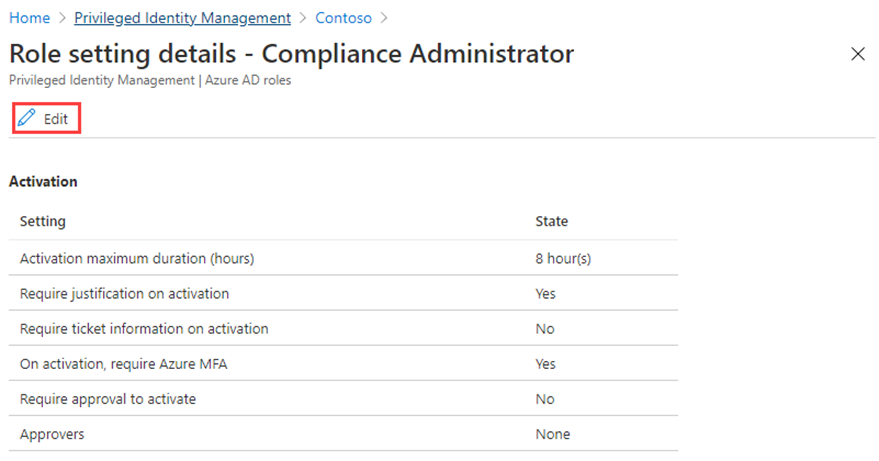 Home > Privileged Identity Management > Contoso >
Role setting details - Compliance Administrator
Privileged Identity Management | Azure AD roles
Edit
Activation
Setting State
Activation maximum duration (hours) 8 hour(s)
Require justification on activation Yes
Require ticket information on activation No
On activation, require Azure MFA Yes
Require approval to activate No
Approvers None